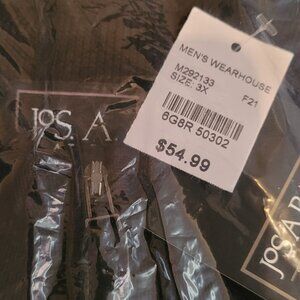 JoS. A.
MEN'S WEARHOUSE
M292133
SIZE: 3X F21
6G8R 50302
$54.99
JoS A B